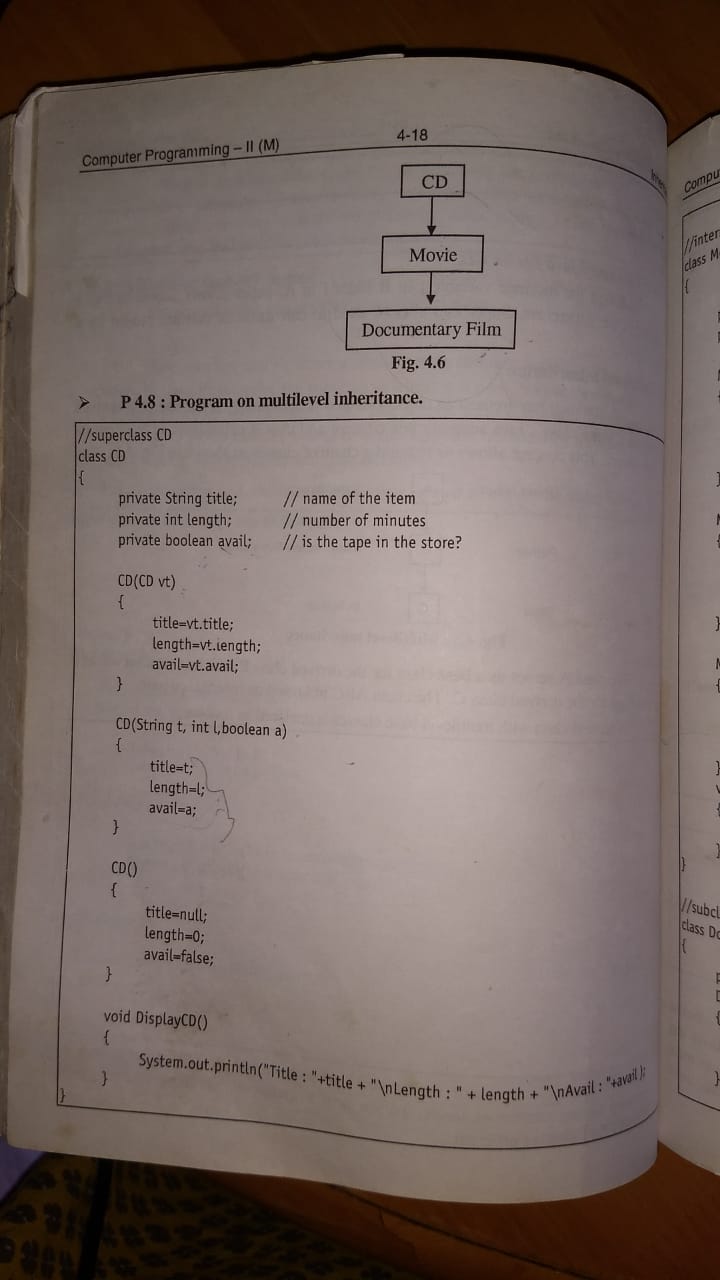 Computer Programming – II (M)
4-18
CD
Movie
Documentary Film
Fig. 4.6
➢ P 4.8 : Program on multilevel inheritance.
//superclass CD
class CD
{
private String title; // name of the item
private int length; // number of minutes
private boolean avail; // is the tape in the store?
CD(CD vt)
{
title=vt.title;
length=vt.length;
avail=vt.avail;
}
CD(String t, int l,boolean a)
{
title=t;
length=l;
avail=a;
}
CD()
{
title=null;
length=0;
avail=false;
}
void DisplayCD()
{
System.out.println("Title : "+title + "\nLength : " + length + "\nAvail : "+avail );
}
}
//inter
class M
{
}
//subcl
class Do
{